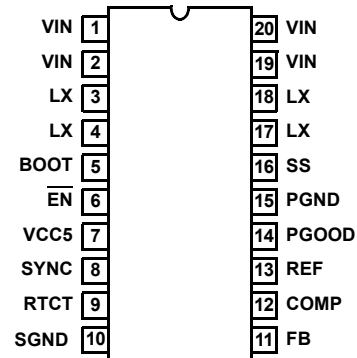 VIN 1 20 VIN
VIN 2 19 VIN
LX 3 18 LX
LX 4 17 LX
BOOT 5 16 SS
EN 6 15 PGND
VCC5 7 14 PGOOD
SYNC 8 13 REF
RTCT 9 12 COMP
SGND 10 11 FB